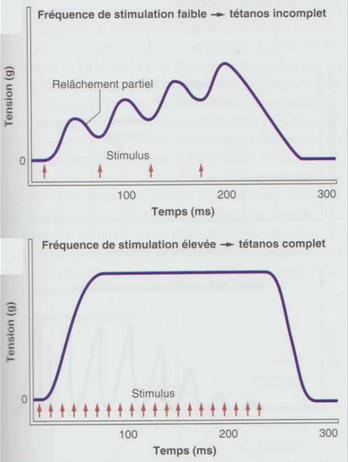 Fréquence de stimulation faible → tétanos incomplet
Tension (g)
Relâchement partiel
0
Stimulus
100
200
300
Temps (ms)
Fréquence de stimulation élevée → tétanos complet
Tension (g)
0
Stimulus
100
200
300
Temps (ms)